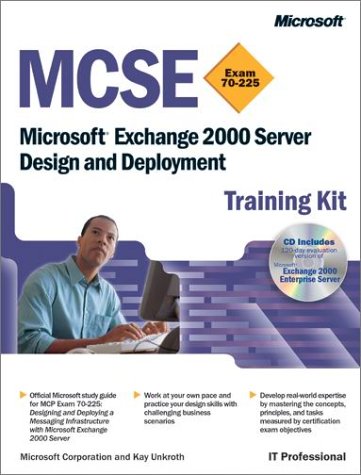 Microsoft®
MCSE
Exam
70-225
Microsoft® Exchange 2000 Server
Design and Deployment
Training Kit
CD Includes
120-day evaluation
version of
Microsoft®
Exchange 2000
Enterprise Server
• Official Microsoft study guide
for MCP Exam 70-225:
Designing and Deploying a
Messaging Infrastructure
with Microsoft Exchange
2000 Server
• Work at your own pace and
practice your design skills with
challenging business
scenarios
• Develop real-world expertise
by mastering the concepts,
principles, and tasks
measured by certification
exam objectives
Microsoft Corporation and Kay Unkroth
IT Professional